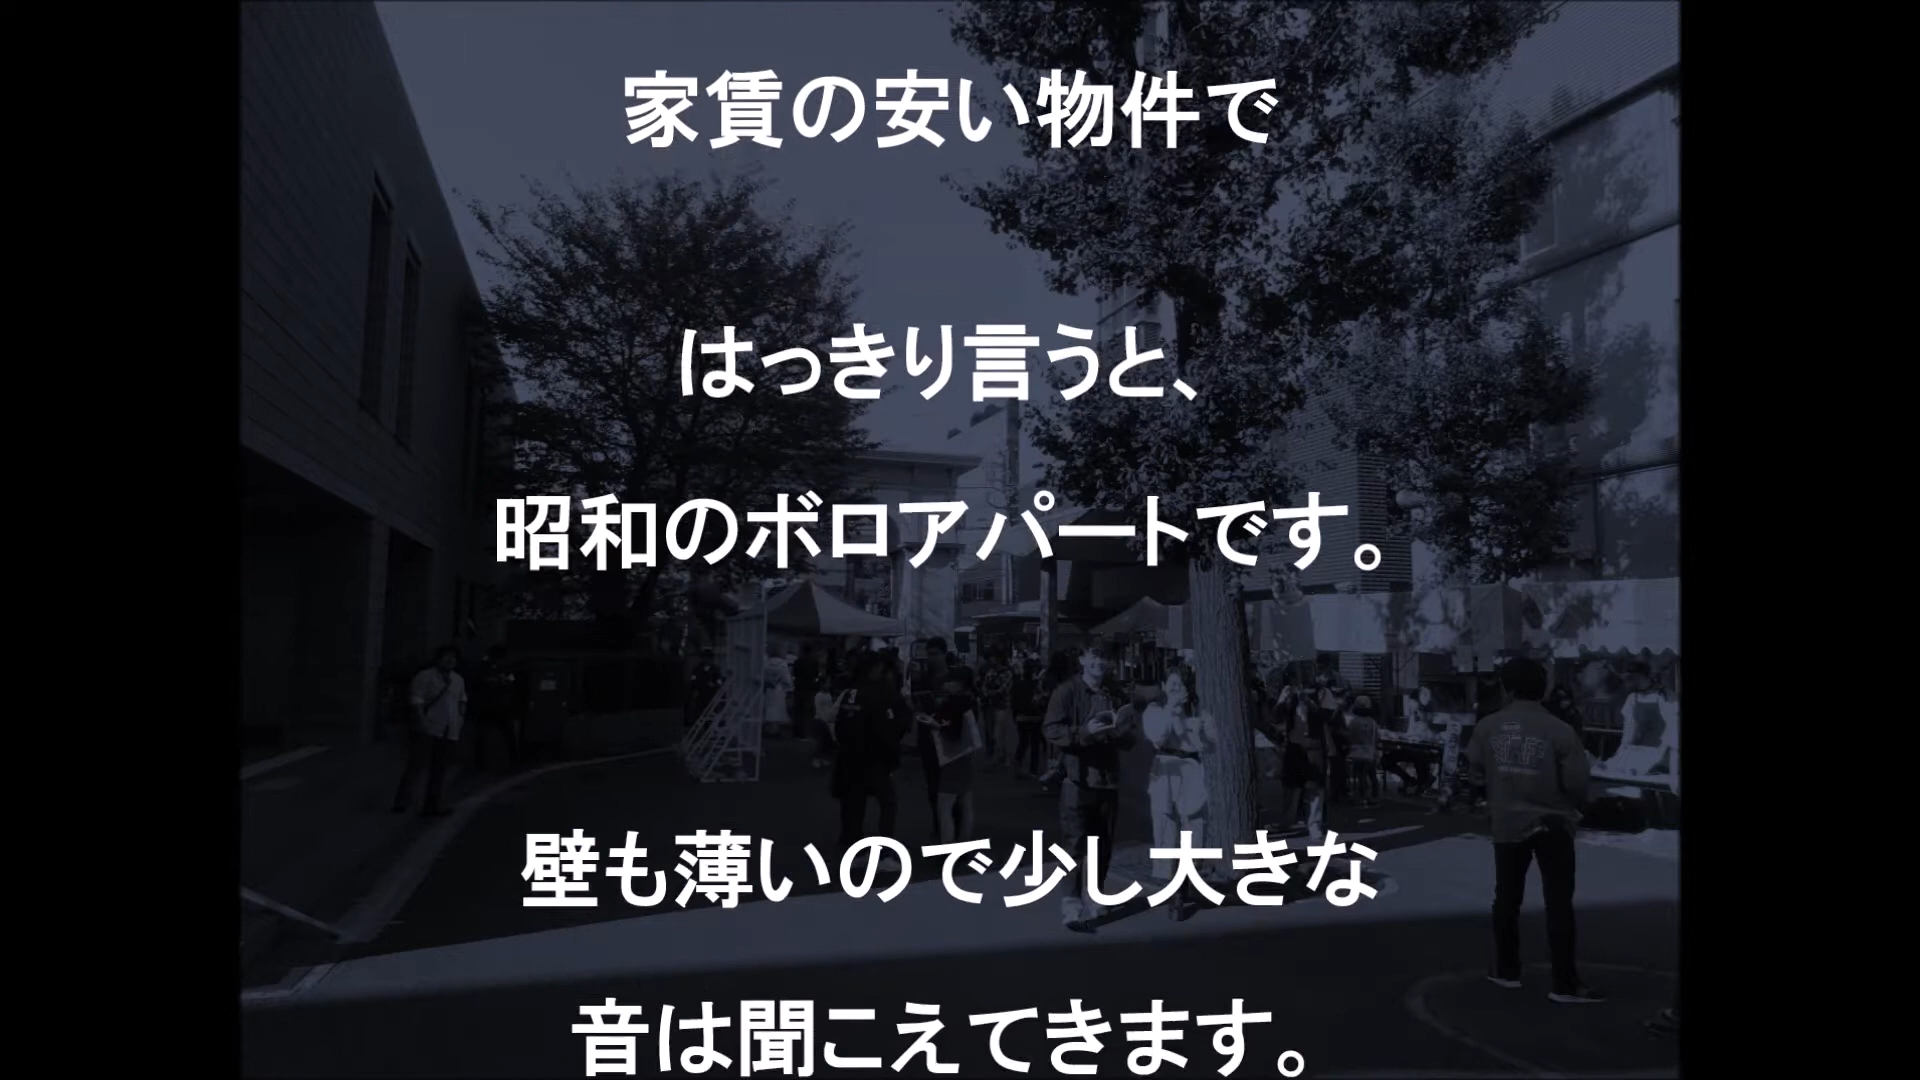 家賃の安い物件で
はっきり言うと、
昭和のボロアパートです。
壁も薄いので少し大きな
音は聞こえてきます。